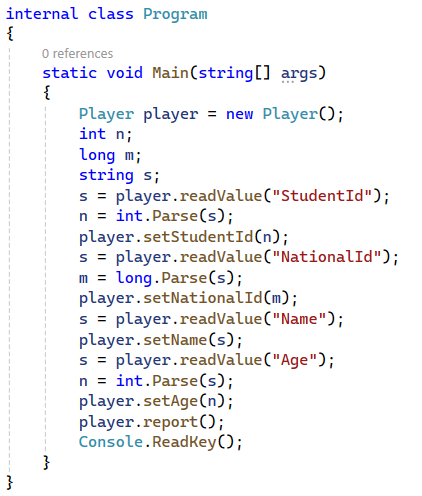 internal class Program
{
0 references
static void Main(string[] args)
{
Player player = new Player();
int n;
long m;
string s;
s = player.readValue("StudentId");
n = int.Parse(s);
player.setStudentId(n);
s = player.readValue("NationalId");
m = long.Parse(s);
player.setNationalId(m);
s = player.readValue("Name");
player.setName(s);
s = player.readValue("Age");
n = int.Parse(s);
player.setAge(n);
player.report();
Console.ReadKey();
}
}